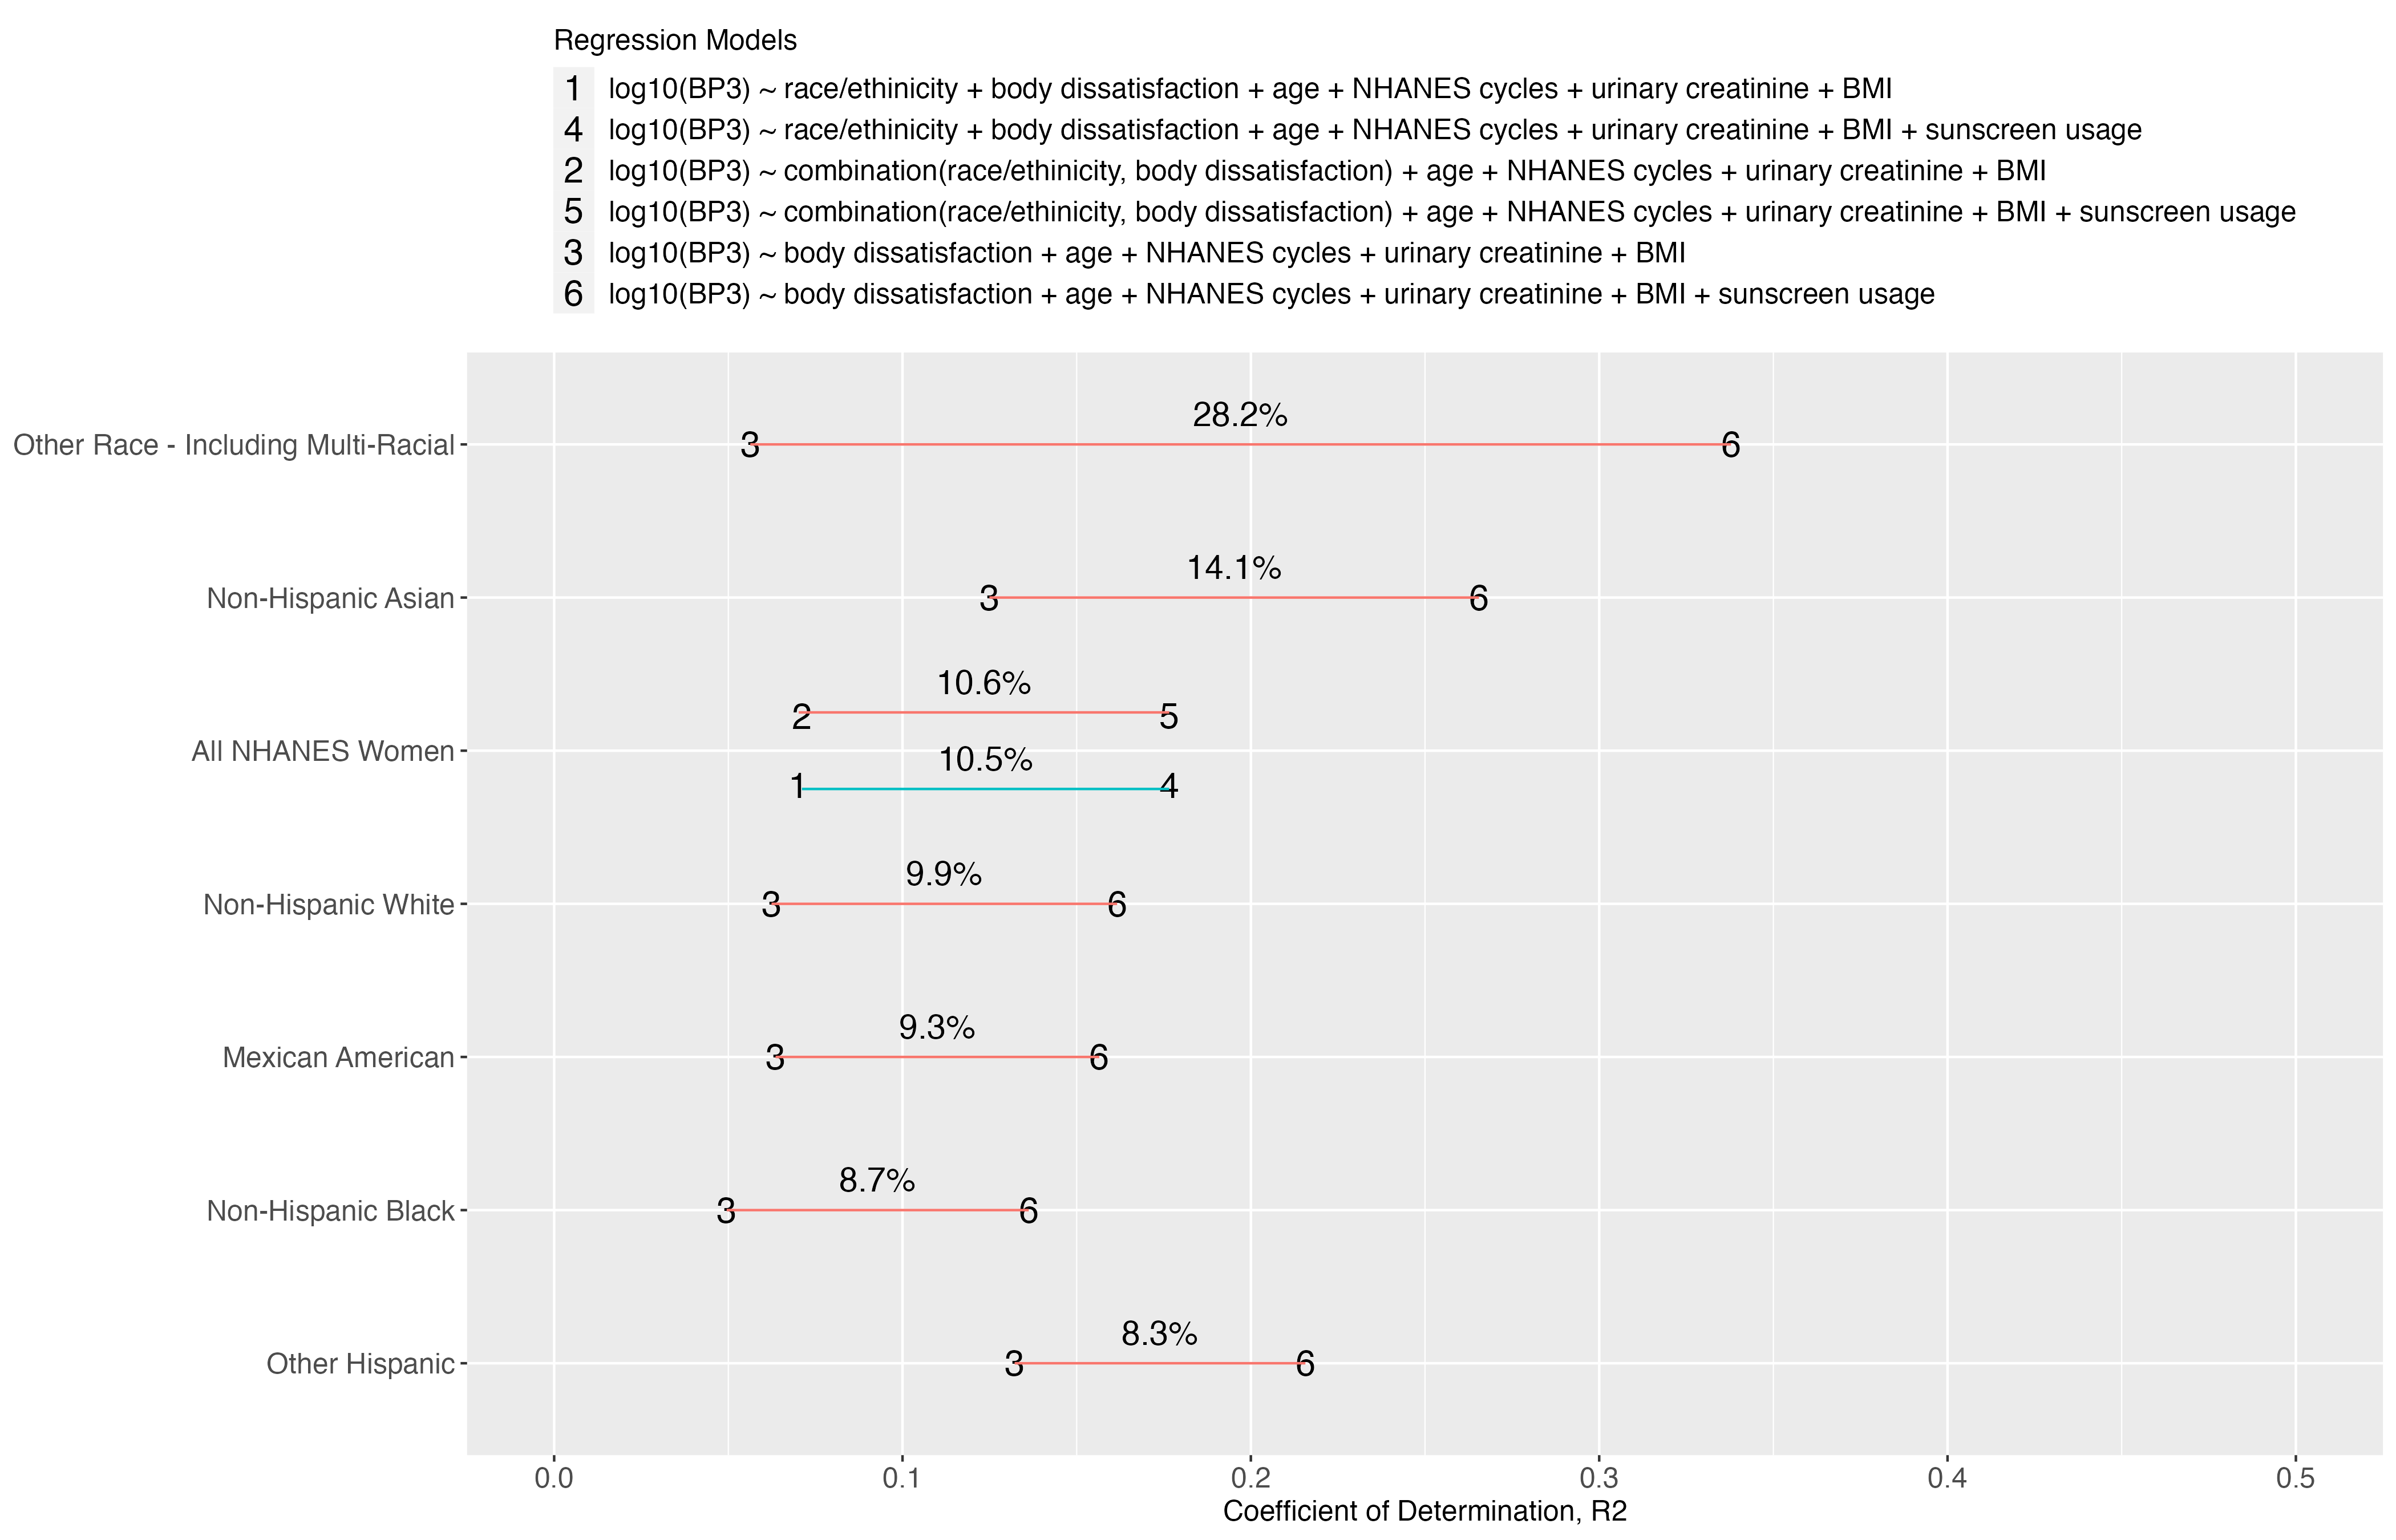 Regression Models
1 log10(BP3) ~ race/ethinicity + body dissatisfaction + age + NHANES cycles + urinary creatinine + BMI
4 log10(BP3) ~ race/ethinicity + body dissatisfaction + age + NHANES cycles + urinary creatinine + BMI + sunscreen usage
2 log10(BP3) ~ combination(race/ethinicity, body dissatisfaction) + age + NHANES cycles + urinary creatinine + BMI
5 log10(BP3) ~ combination(race/ethinicity, body dissatisfaction) + age + NHANES cycles + urinary creatinine + BMI + sunscreen usage
3 log10(BP3) ~ body dissatisfaction + age + NHANES cycles + urinary creatinine + BMI
6 log10(BP3) ~ body dissatisfaction + age + NHANES cycles + urinary creatinine + BMI + sunscreen usage
28.2%
Other Race - Including Multi-Racial 3 6
14.1%
Non-Hispanic Asian 3 6
10.6%
2 5
All NHANES Women
10.5%
1 4
9.9%
Non-Hispanic White 3 6
9.3%
Mexican American 3 6
8.7%
Non-Hispanic Black 3 6
8.3%
Other Hispanic 3 6
0.0 0.1 0.2 0.3 0.4 0.5
Coefficient of Determination, R2